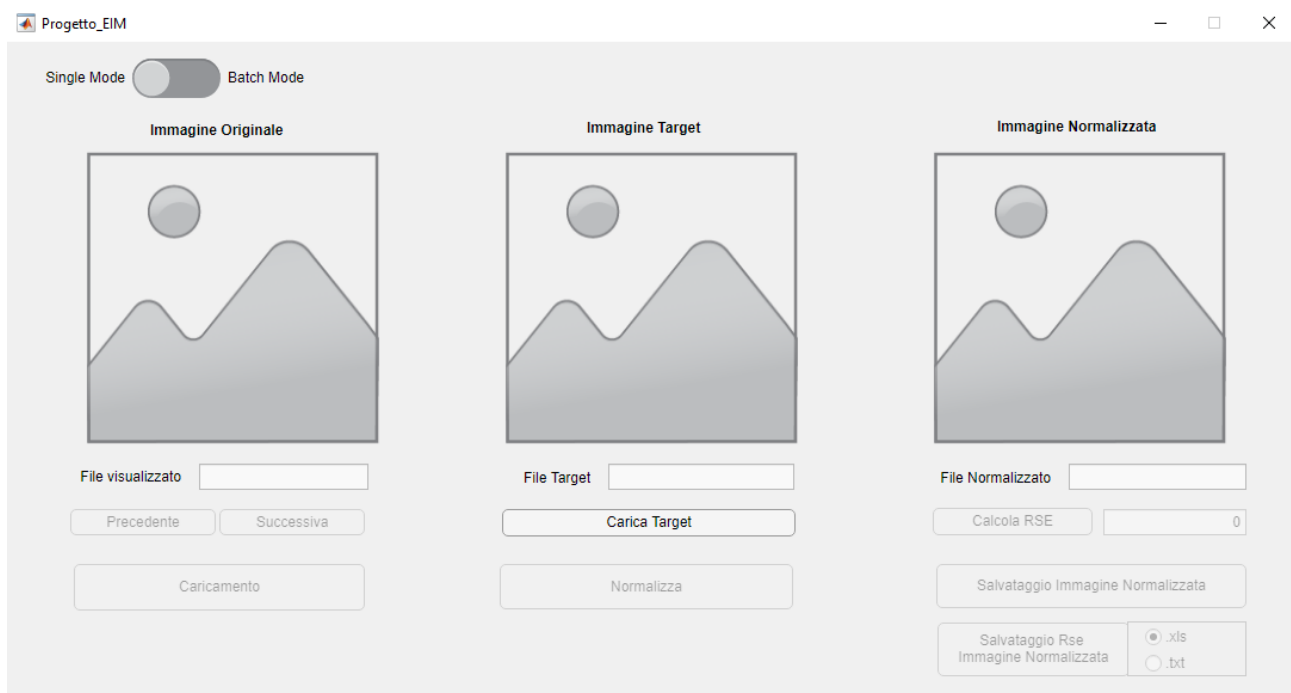 Progetto_EIM
Single Mode Batch Mode
Immagine Originale Immagine Target Immagine Normalizzata
File visualizzato File Target File Normalizzato
Precedente Successiva Carica Target Calcola RSE 0
Caricamento Normalizza Salvataggio Immagine Normalizzata
Salvataggio Rse .xls
Immagine Normalizzata .txt